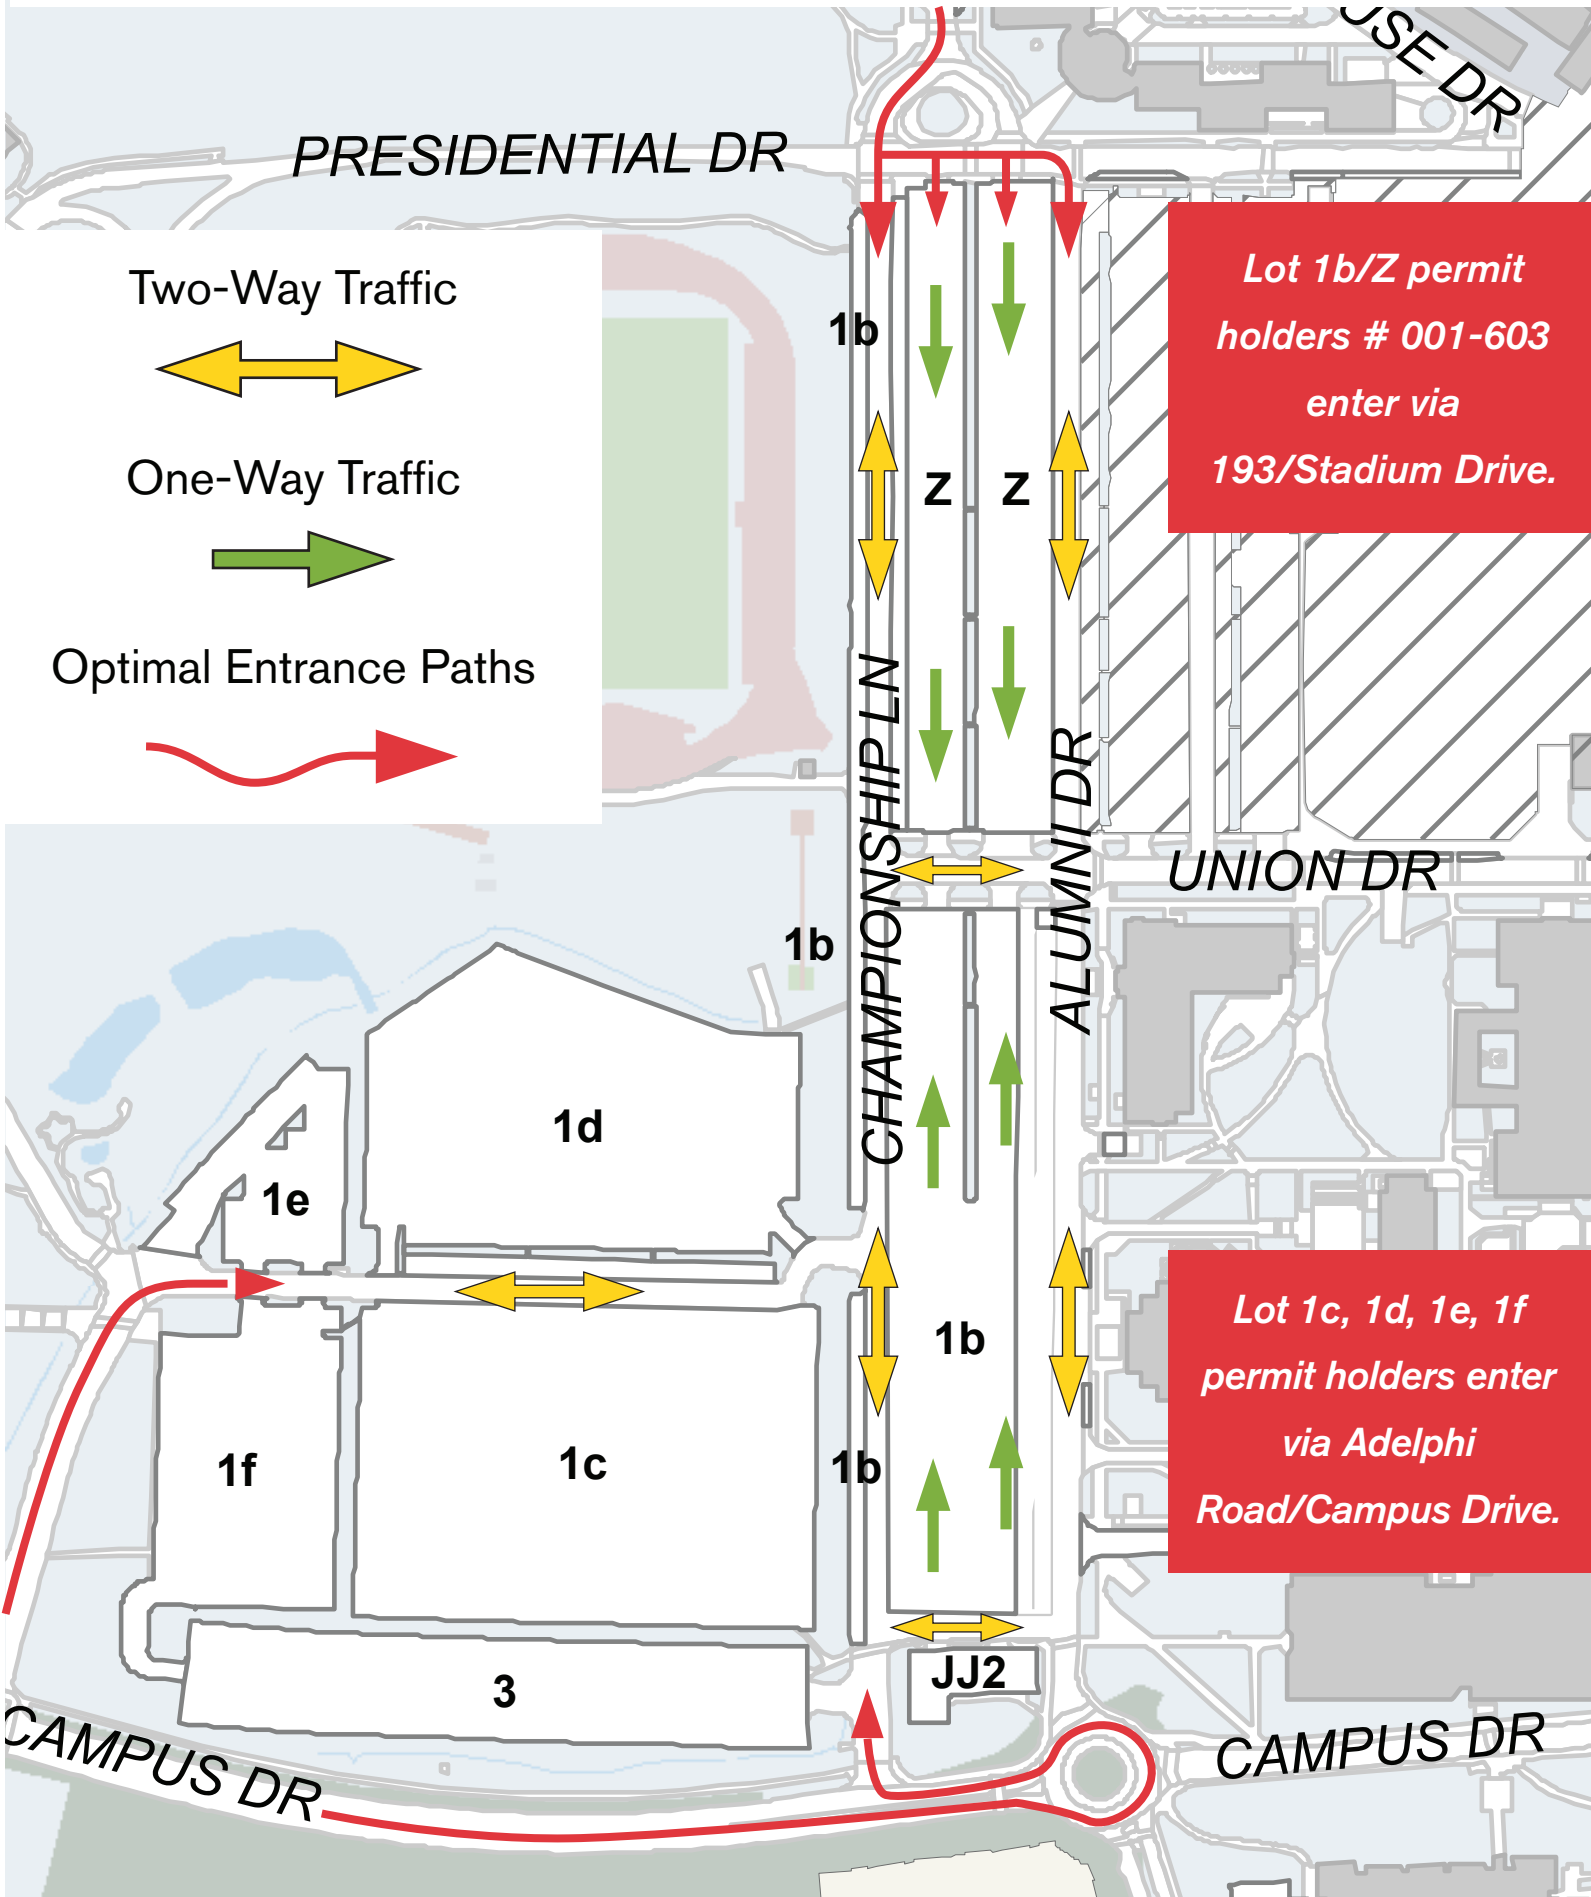 USE DR
PRESIDENTIAL DR
Two-Way Traffic
One-Way Traffic
Optimal Entrance Paths
Lot 1b/Z permit
holders # 001-603
enter via
193/Stadium Drive.
1b
Z
Z
CHAMPIONSHIP LN
ALUMNI DR
UNION DR
1b
1d
1e
1b
1f
1c
1b
Lot 1c, 1d, 1e, 1f
permit holders enter
via Adelphi
Road/Campus Drive.
3
JJ2
CAMPUS DR
CAMPUS DR